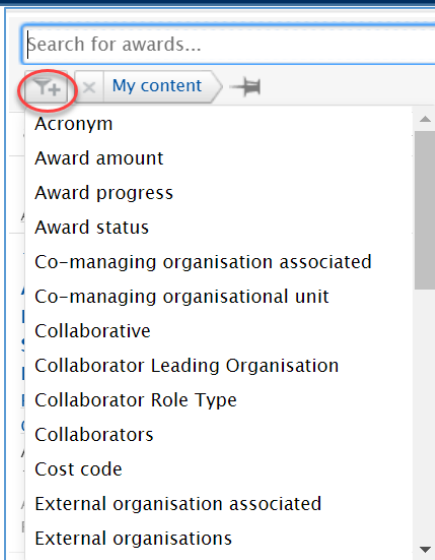 Search for awards...
My content
Acronym
Award amount
Award progress
Award status
Co-managing organisation associated
Co-managing organisational unit
Collaborative
Collaborator Leading Organisation
Collaborator Role Type
Collaborators
Cost code
External organisation associated
External organisations